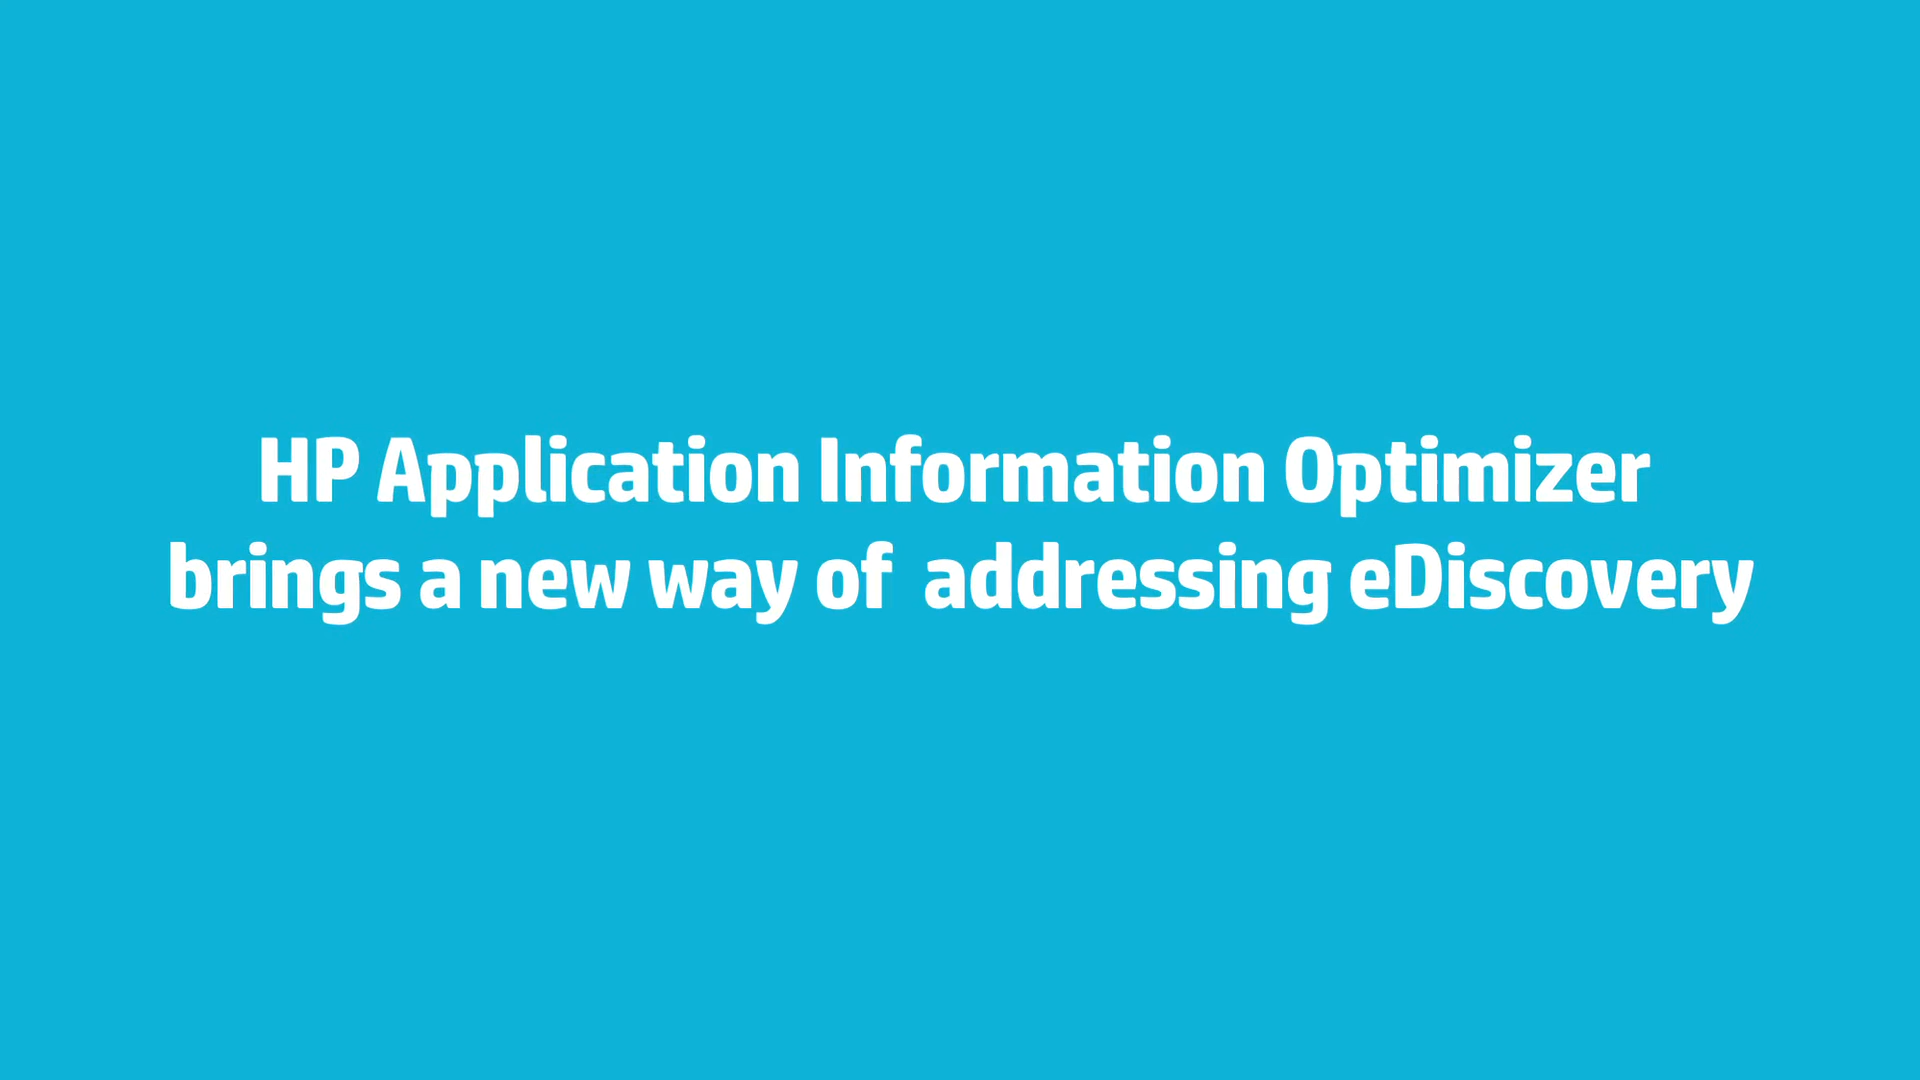 HP Application Information Optimizer
brings a new way of  addressing eDiscovery